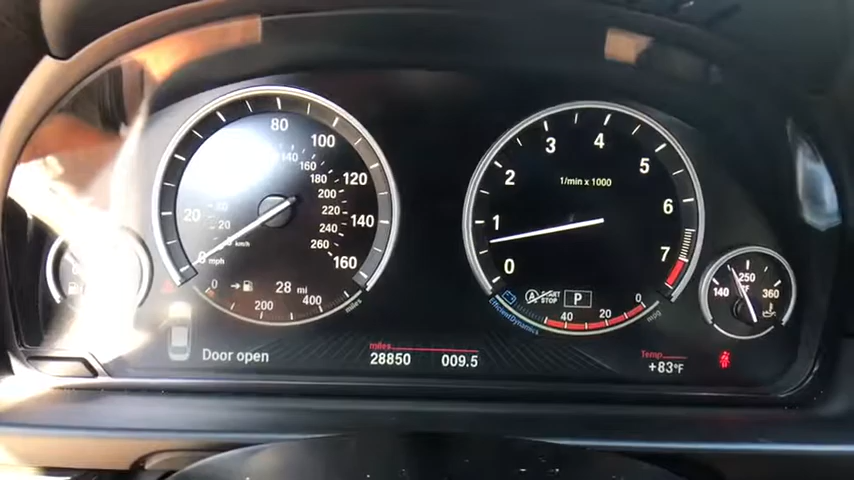 80
100
120
140
160
20
0 mph
140
160
180
200
220
240
260
20
km/h
28 mi
0
200
400
miles
Door open
miles
28850
009.5
0
1
2
3
4
5
6
7
1/min x 1000
START
STOP
P
EfficientDynamics
40
20
0
mpg
Temp
+83°F
140
250
°F
360